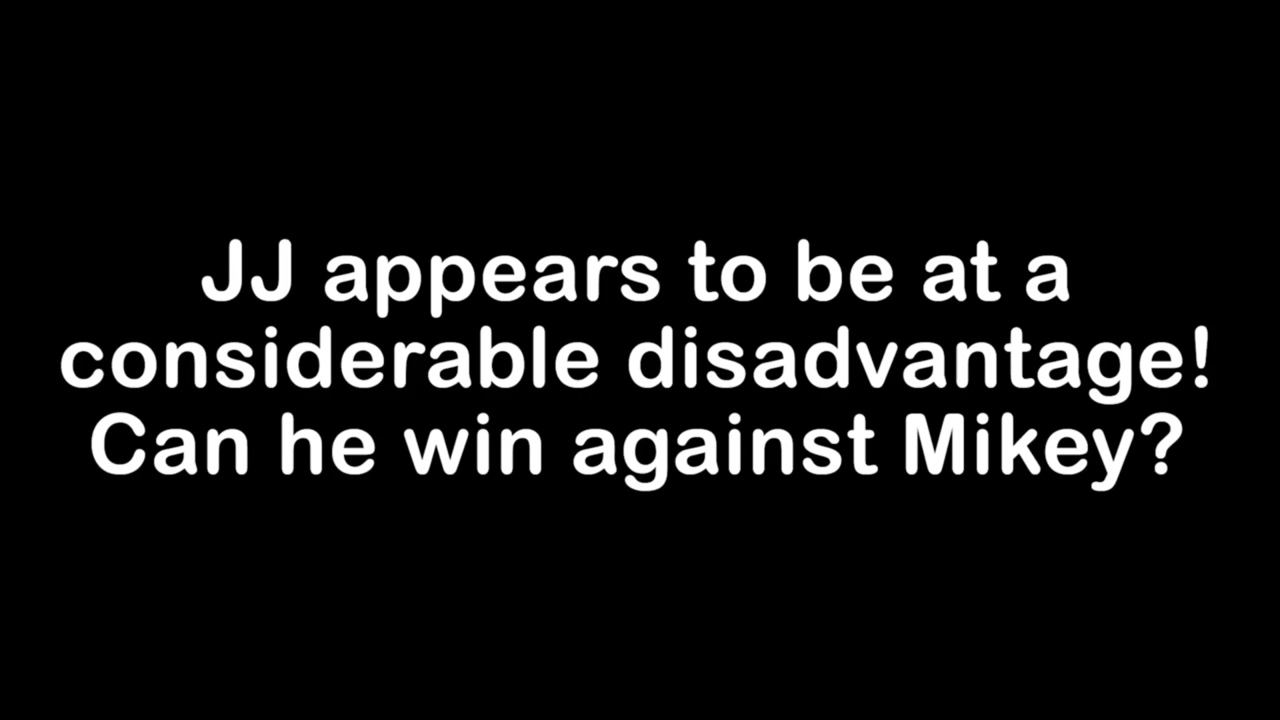 JJ appears to be at a
considerable disadvantage!
Can he win against Mikey?